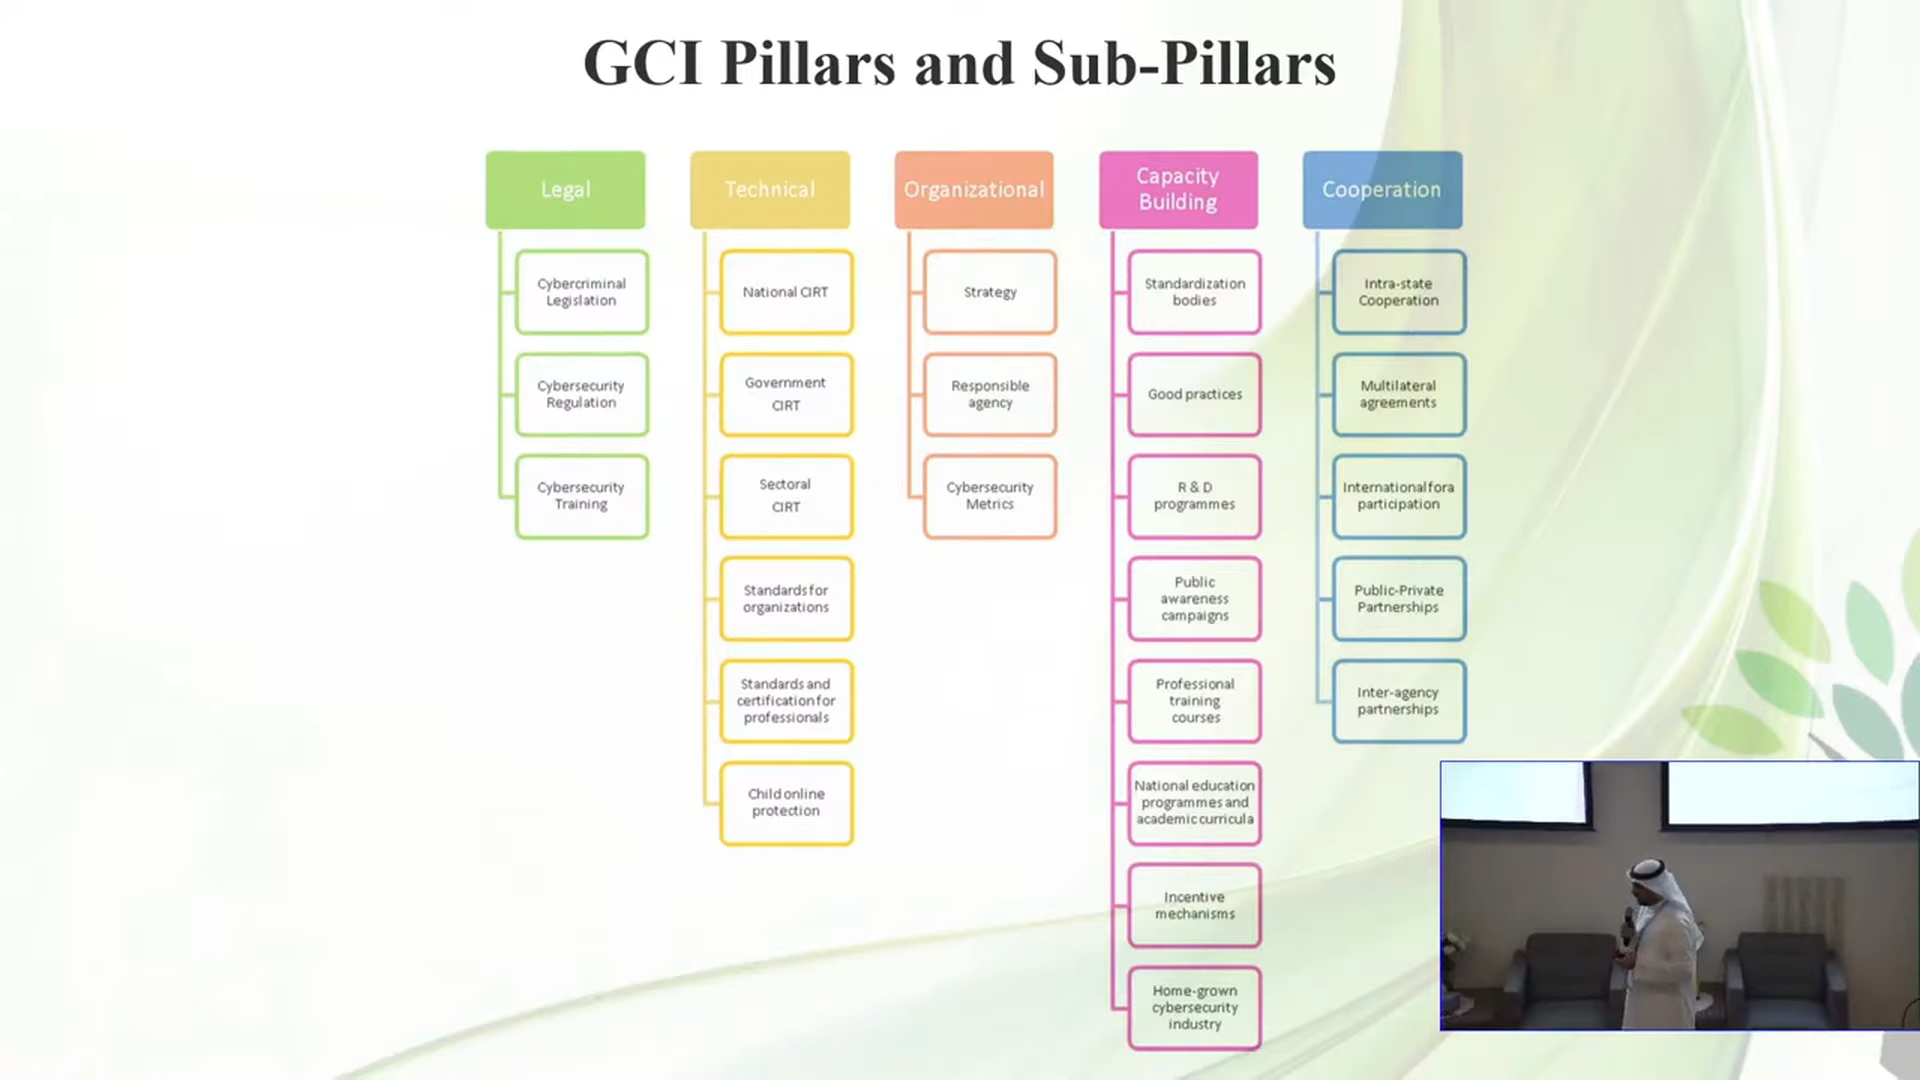 GCI Pillars and Sub-Pillars
Legal
Cybercriminal
Legislation
Cybersecurity
Regulation
Cybersecurity
Training
Technical
National CIRT
Government
CIRT
Sectoral
CIRT
Standards for
organizations
Standards and
certification for
professionals
Child online
protection
Organizational
Strategy
Responsible
agency
Cybersecurity
Metrics
Capacity
Building
Standardization
bodies
Good practices
R & D
programmes
Public
awareness
campaigns
Professional
training
courses
National education
programmes and
academic curricula
Incentive
mechanisms
Home-grown
cybersecurity
industry
Cooperation
Intra-state
Cooperation
Multilateral
agreements
International fora
participation
Public-Private
Partnerships
Inter-agency
partnerships